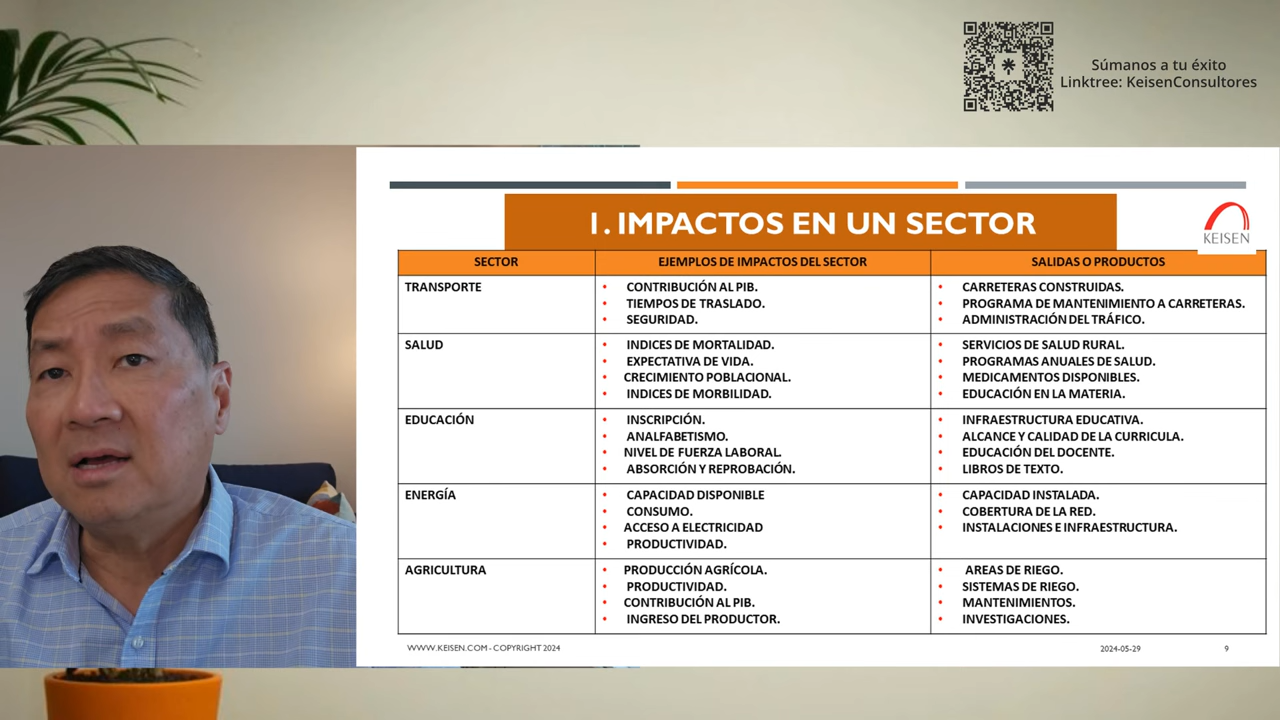 Súmanos a tu éxito
Linktree: KeisenConsultores
1. IMPACTOS EN UN SECTOR
KEISEN
SECTOR
EJEMPLOS DE IMPACTOS DEL SECTOR
SALIDAS O PRODUCTOS
TRANSPORTE
• CONTRIBUCIÓN AL PIB.
• TIEMPOS DE TRASLADO.
• SEGURIDAD.
• CARRETERAS CONSTRUIDAS.
• PROGRAMA DE MANTENIMIENTO A CARRETERAS.
• ADMINISTRACIÓN DEL TRÁFICO.
SALUD
• INDICES DE MORTALIDAD.
• EXPECTATIVA DE VIDA.
• CRECIMIENTO POBLACIONAL.
• INDICES DE MORBILIDAD.
• SERVICIOS DE SALUD RURAL.
• PROGRAMAS ANUALES DE SALUD.
• MEDICAMENTOS DISPONIBLES.
• EDUCACIÓN EN LA MATERIA.
EDUCACIÓN
• INSCRIPCIÓN.
• ANALFABETISMO.
• NIVEL DE FUERZA LABORAL.
• ABSORCIÓN Y REPROBACIÓN.
• INFRAESTRUCTURA EDUCATIVA.
• ALCANCE Y CALIDAD DE LA CURRICULA.
• EDUCACIÓN DEL DOCENTE.
• LIBROS DE TEXTO.
ENERGÍA
• CAPACIDAD DISPONIBLE
• CONSUMO.
• ACCESO A ELECTRICIDAD
• PRODUCTIVIDAD.
• CAPACIDAD INSTALADA.
• COBERTURA DE LA RED.
• INSTALACIONES E INFRAESTRUCTURA.
AGRICULTURA
• PRODUCCIÓN AGRÍCOLA.
• PRODUCTIVIDAD.
• CONTRIBUCIÓN AL PIB.
• INGRESO DEL PRODUCTOR.
• AREAS DE RIEGO.
• SISTEMAS DE RIEGO.
• MANTENIMIENTOS.
• INVESTIGACIONES.
WWW.KEISEN.COM - COPYRIGHT 2024
2024-05-29
9